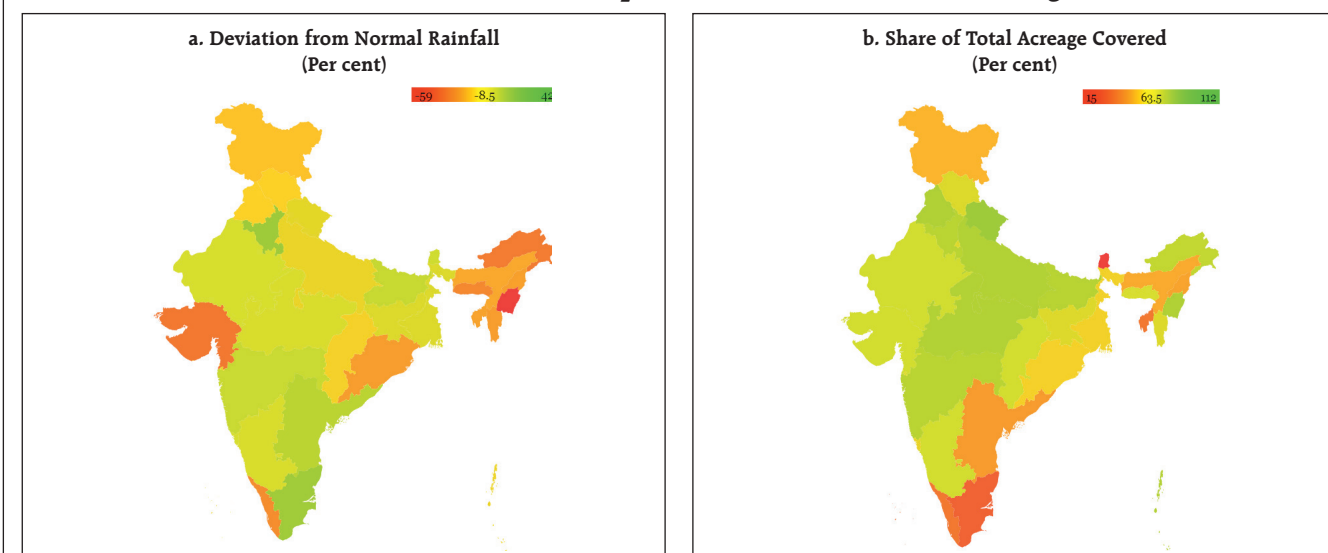 a. Deviation from Normal Rainfall
(Per cent)
-59 -8.5 42
b. Share of Total Acreage Covered
(Per cent)
15 63.5 112